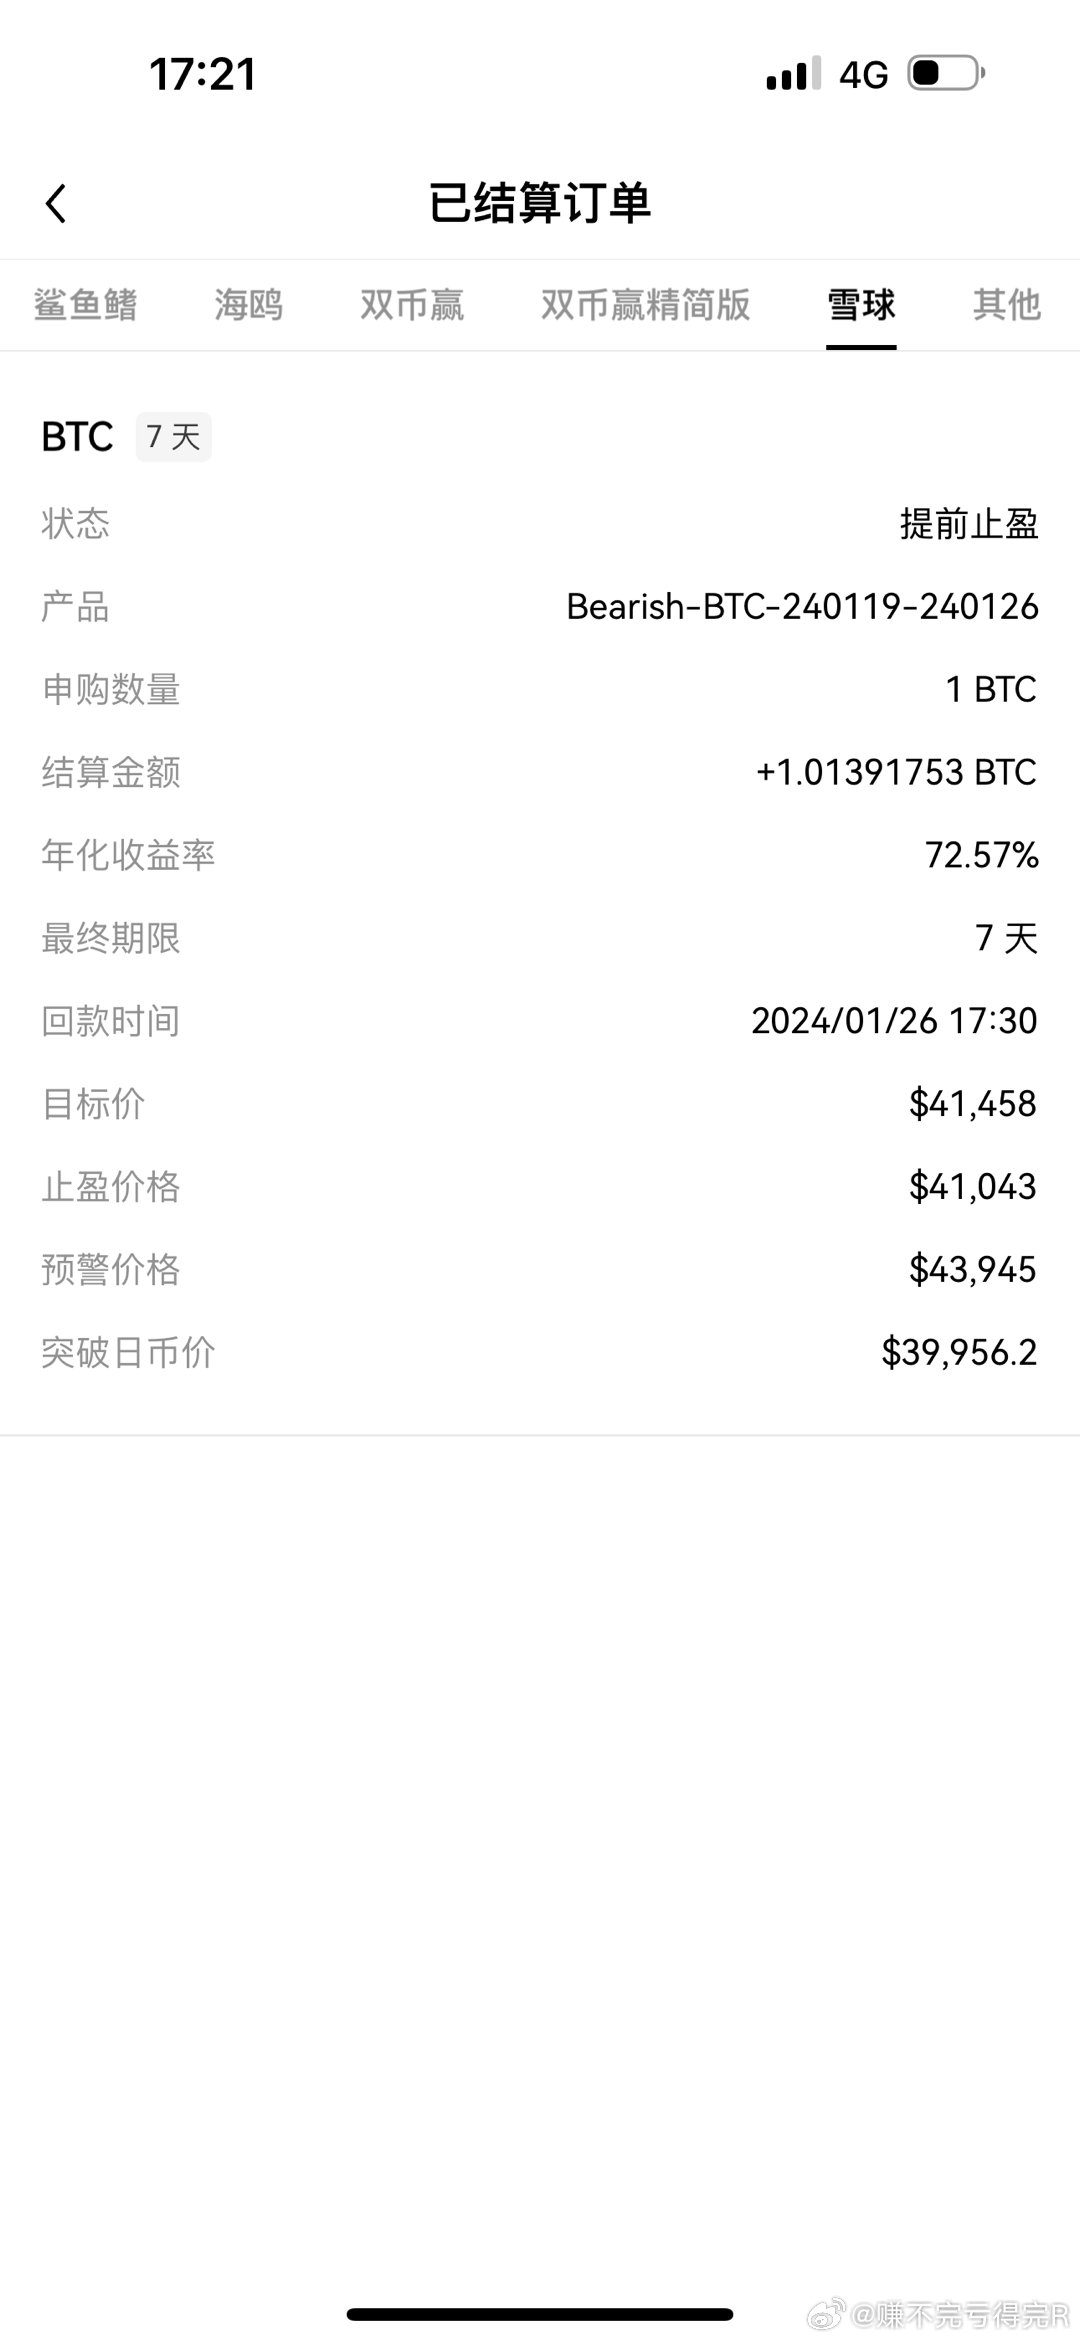 17:21
4G
已结算订单
鲨鱼鳍 海鸥 双币赢 双币赢精简版 雪球 其他
BTC 7 天
状态 提前止盈
产品 Bearish-BTC-240119-240126
申购数量 1 BTC
结算金额 +1.01391753 BTC
年化收益率 72.57%
最终期限 7 天
回款时间 2024/01/26 17:30
目标价 $41,458
止盈价格 $41,043
预警价格 $43,945
突破日币价 $39,956.2
@赚不完亏得完R